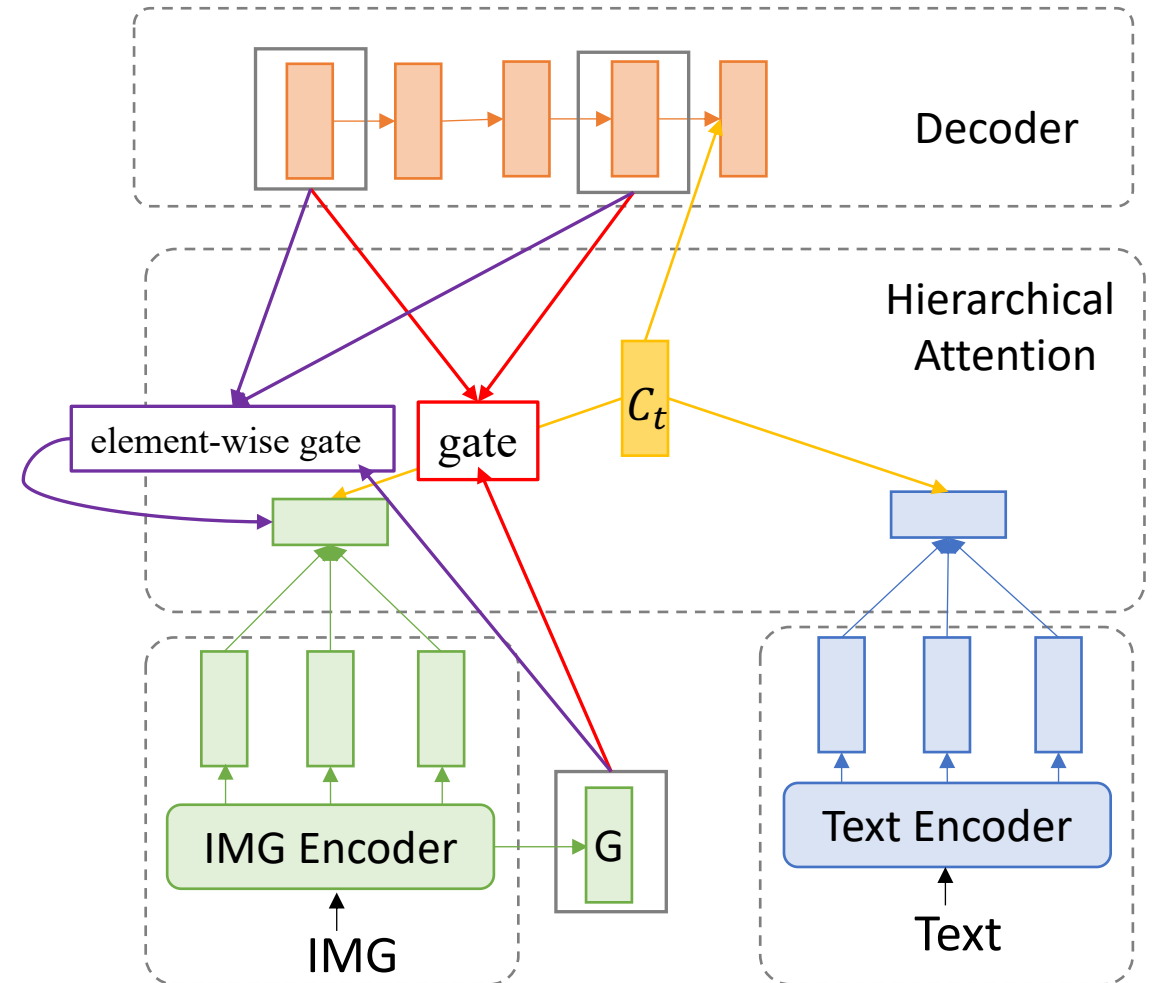 Decoder
Hierarchical
Attention
C_t
element-wise gate
gate
IMG Encoder
G
Text Encoder
IMG
Text